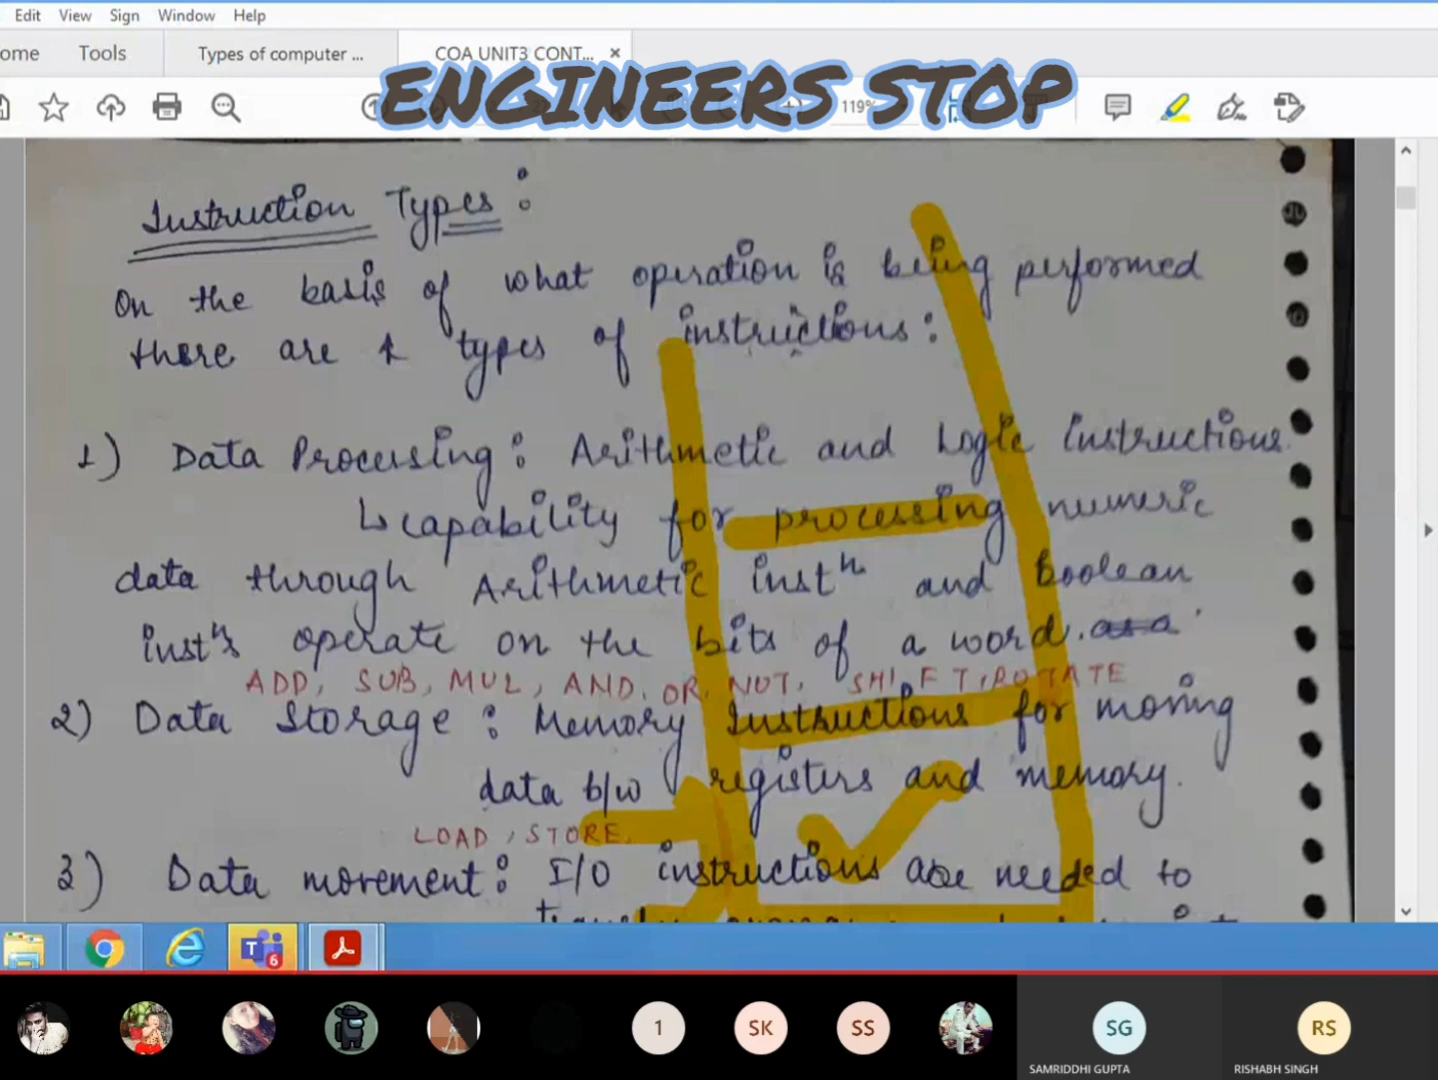 Edit View Sign Window Help
ome Tools Types of computer ... COA UNIT3 CONT... ×
ENGINEERS STOP
119%
Instruction Types:
On the basis of what operation is being performed
there are 4 types of instructions:
1) Data Processing: Arithmetic and Logic instructions.
↳ capability for processing numeric
data through Arithmetic instⁿ and Boolean
instⁿs operate on the bits of a word.
ADD, SUB, MUL, AND, OR, NOT, SHIFT, ROTATE
2) Data Storage: Memory Instructions for moving
data b/w registers and memory.
LOAD, STORE,
3) Data movement: I/O instructions are needed to
T 6
1 SK SS SG RS
SAMRIDDHI GUPTA RISHABH SINGH